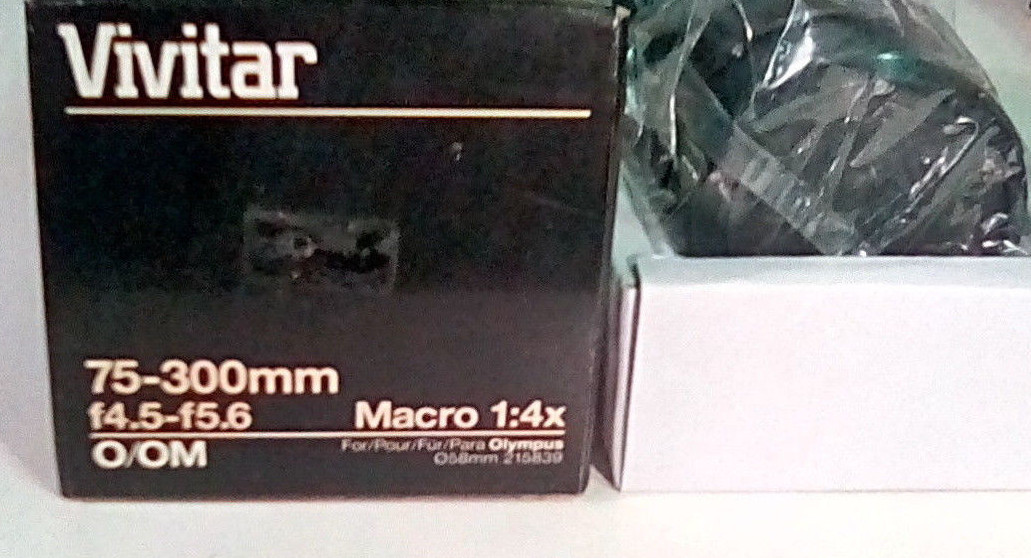 Vivitar
75-300mm
f4.5-f5.6 Macro 1:4x
O/OM For/Pour/Für/Para Olympus
Ø58mm 215839